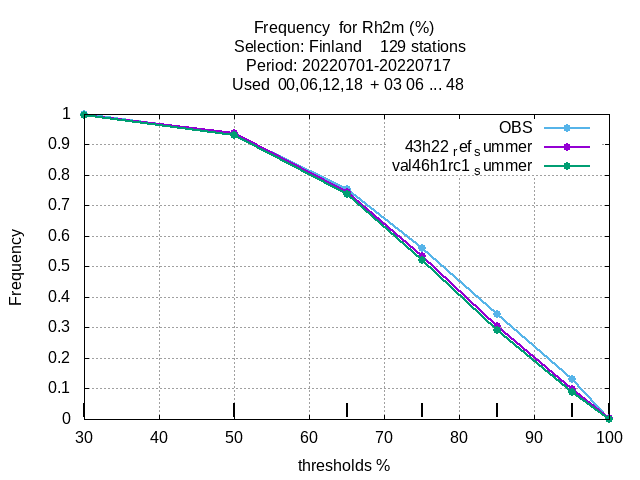 Frequency  for Rh2m (%)
Selection: Finland    129 stations
Period: 20220701-20220717
Used  00,06,12,18  + 03 06 ... 48
1
0.9
0.8
0.7
0.6
0.5
0.4
0.3
0.2
0.1
0
Frequency
OBS
43h22 ref summer
val46h1rc1 summer
30 40 50 60 70 80 90 100
thresholds %